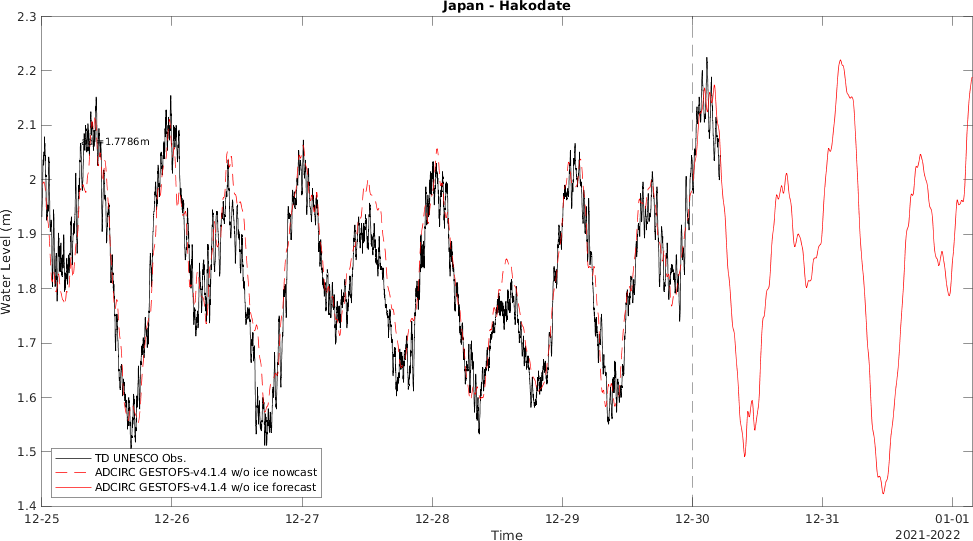 Japan - Hakodate
Water Level (m)
2.3
2.2
2.1
2
1.9
1.8
1.7
1.6
1.5
1.4
=1.7786m
TD UNESCO Obs.
ADCIRC GESTOFS-v4.1.4 w/o ice nowcast
ADCIRC GESTOFS-v4.1.4 w/o ice forecast
12-25
12-26
12-27
12-28
12-29
12-30
12-31
01-01
Time
2021-2022